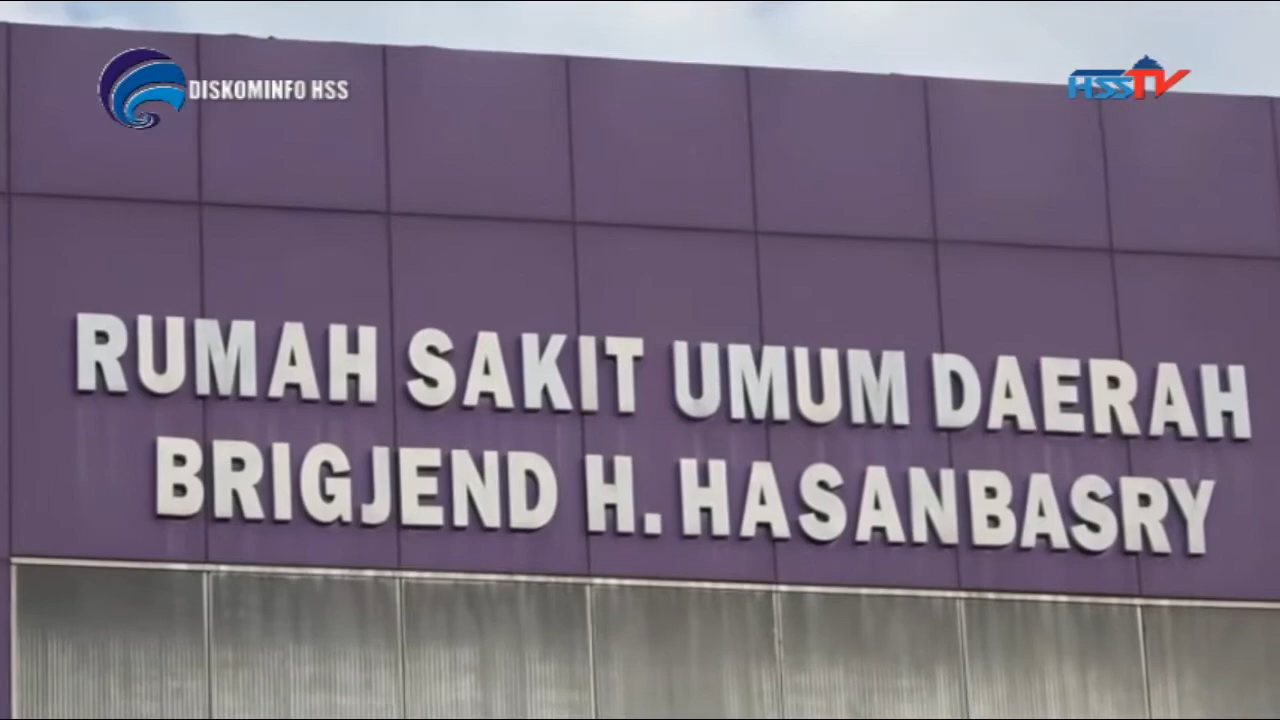 DISKOMINFO HSS
HSSTV
RUMAH SAKIT UMUM DAERAH
BRIGJEND H. HASANBASRY